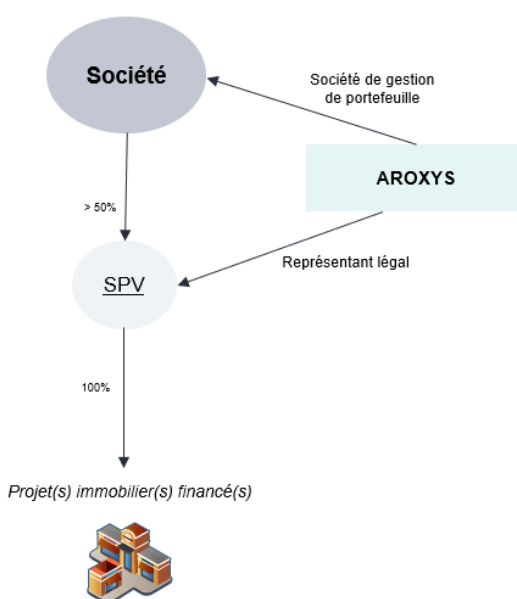 Société
Société de gestion
de portefeuille
AROXYS
> 50%
Représentant légal
SPV
100%
Projet(s) immobilier(s) financé(s)